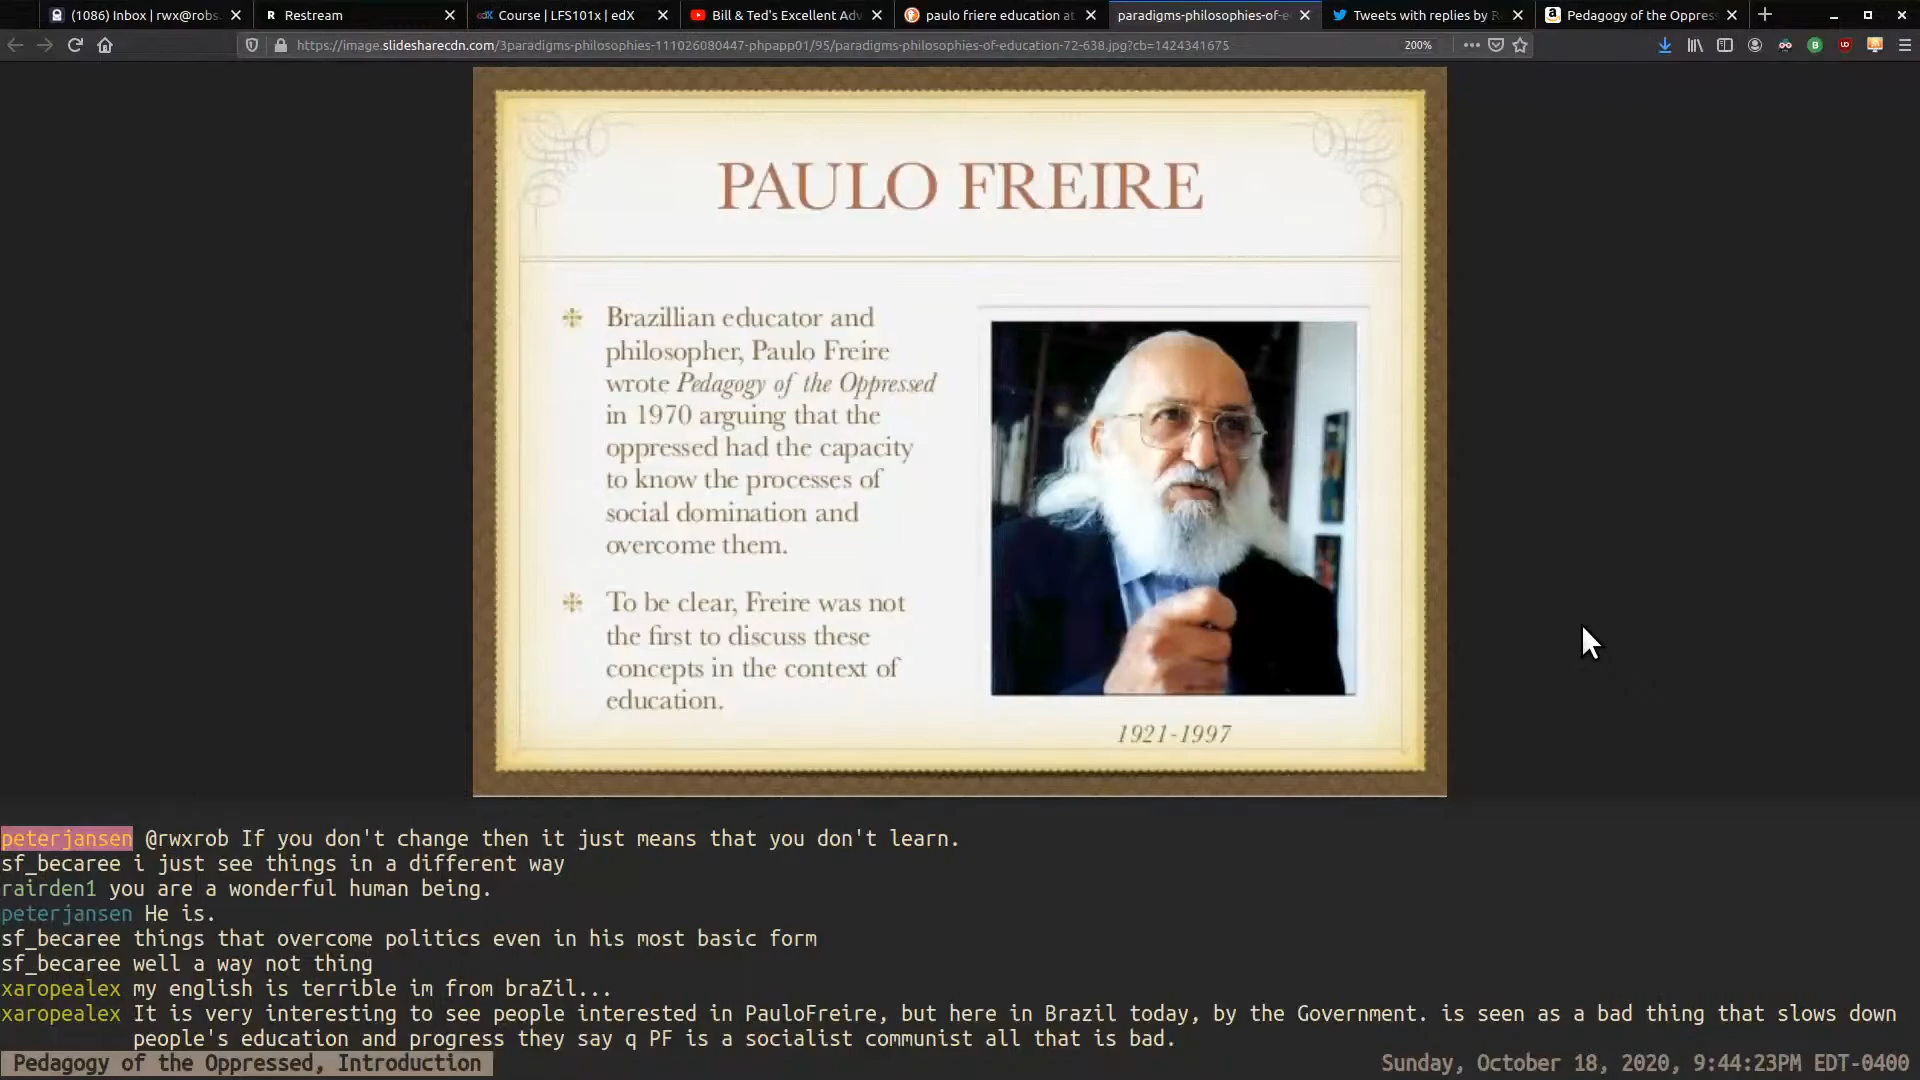 (1086) Inbox | rwx@robs
Restream
Course | LFS101x | edX
Bill & Ted's Excellent Adv
paulo friere education at
paradigms-philosophies-of-e
Tweets with replies by R
Pedagogy of the Oppress
https://image.slidesharecdn.com/3paradigms-philosophies-111026080447-phpapp01/95/paradigms-philosophies-of-education-72-638.jpg?cb=1424341675
200%
PAULO FREIRE
Brazillian educator and
philosopher, Paulo Freire
wrote Pedagogy of the Oppressed
in 1970 arguing that the
oppressed had the capacity
to know the processes of
social domination and
overcome them.
To be clear, Freire was not
the first to discuss these
concepts in the context of
education.
1921-1997
peterjansen @rwxrob If you don't change then it just means that you don't learn.
sf_becaree i just see things in a different way
rairden1 you are a wonderful human being.
peterjansen He is.
sf_becaree things that overcome politics even in his most basic form
sf_becaree well a way not thing
xaropealex my english is terrible im from braZil...
xaropealex It is very interesting to see people interested in PauloFreire, but here in Brazil today, by the Government. is seen as a bad thing that slows down
people's education and progress they say q PF is a socialist communist all that is bad.
Pedagogy of the Oppressed, Introduction
Sunday, October 18, 2020, 9:44:23PM EDT-0400